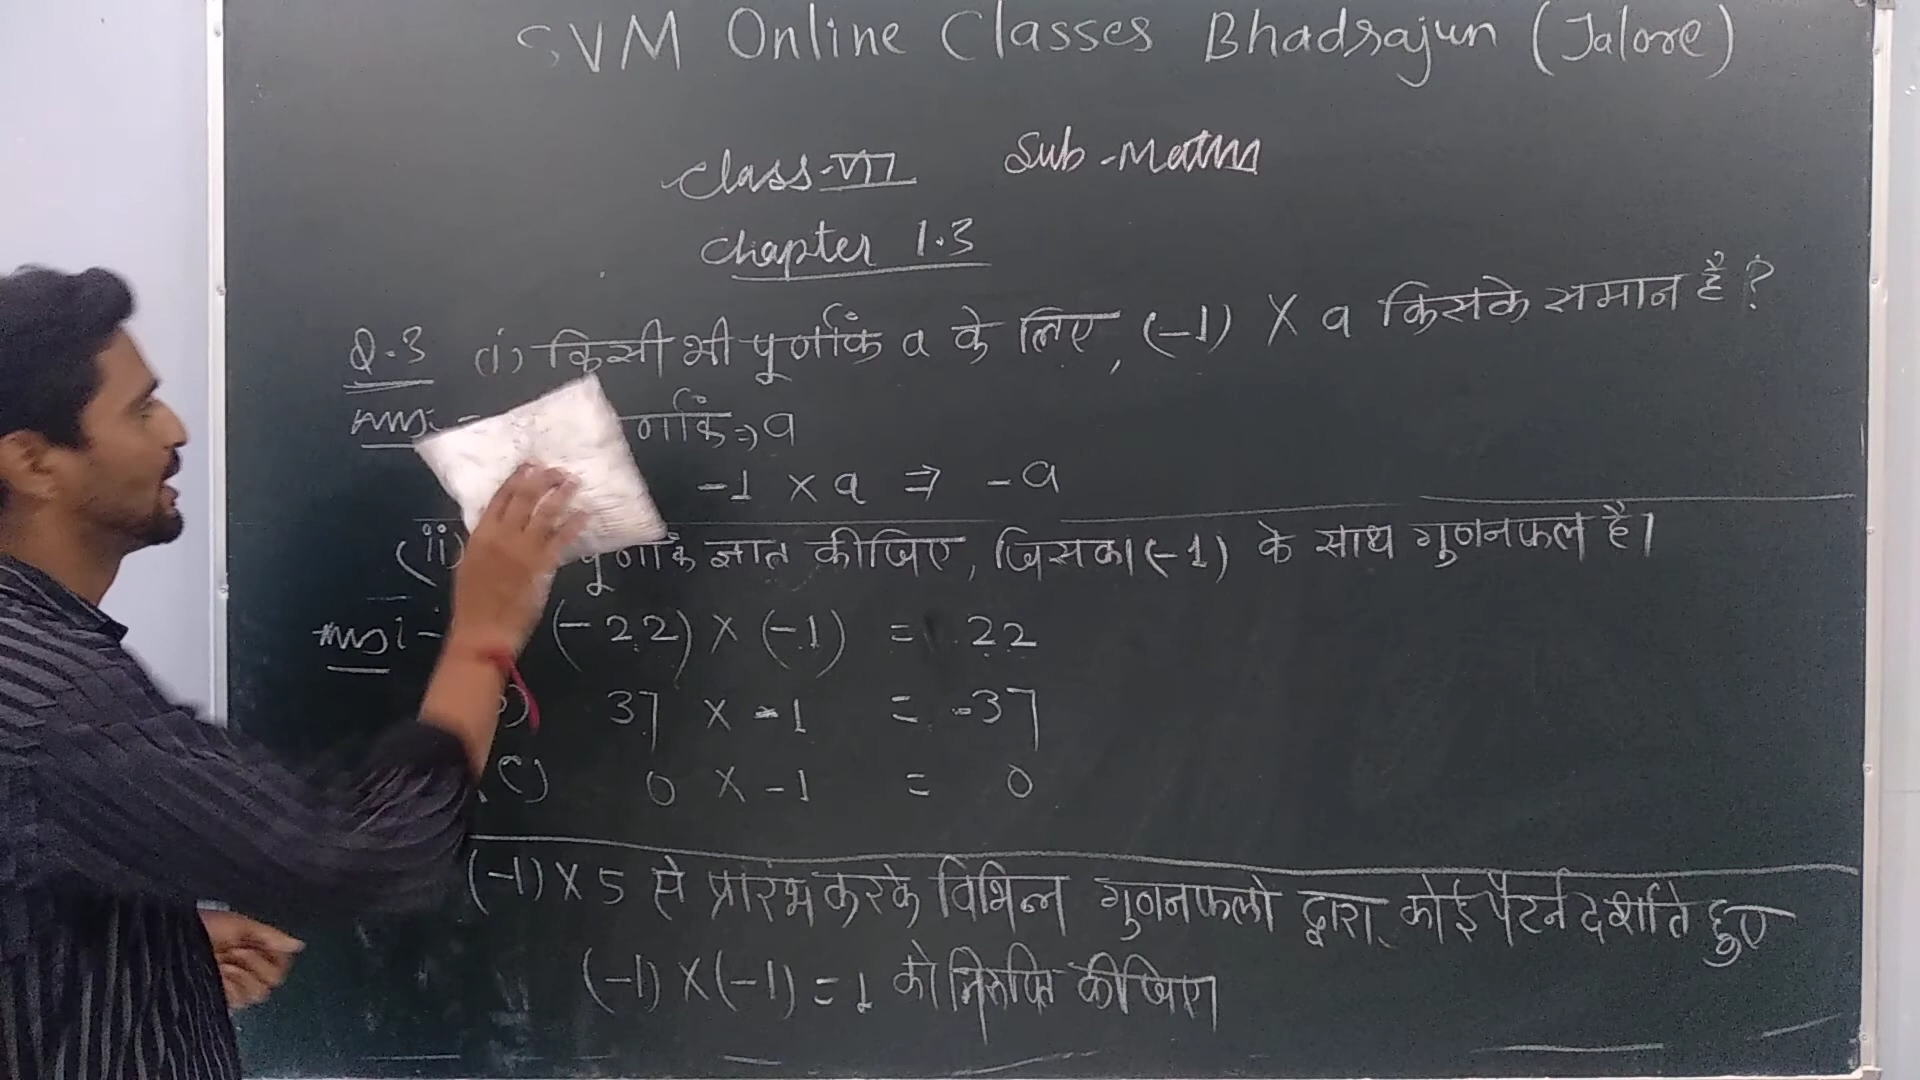 SVM Online Classes Bhadrajun (Jalore)
Class-VII Sub-Maths
Chapter 1.3
Q.3 (i) किसी भी पूर्णांक a के लिए, (-1) X a किसके समान है ?
Ans:- र्णांक⇒a
-1 x a ⇒ -a
(ii) पूर्णांक ज्ञात कीजिए, जिसका (-1) के साथ गुणनफल है।
Ans:- (-22) X (-1) = 22
37 x -1 = -37
(C) 0 X -1 = 0
(-1) X 5 से प्रारंभ करके विभिन्न गुणनफलो द्वारा, कोई पैटर्न दर्शाते हुए
(-1) X (-1) = 1 को निरूपित कीजिए।